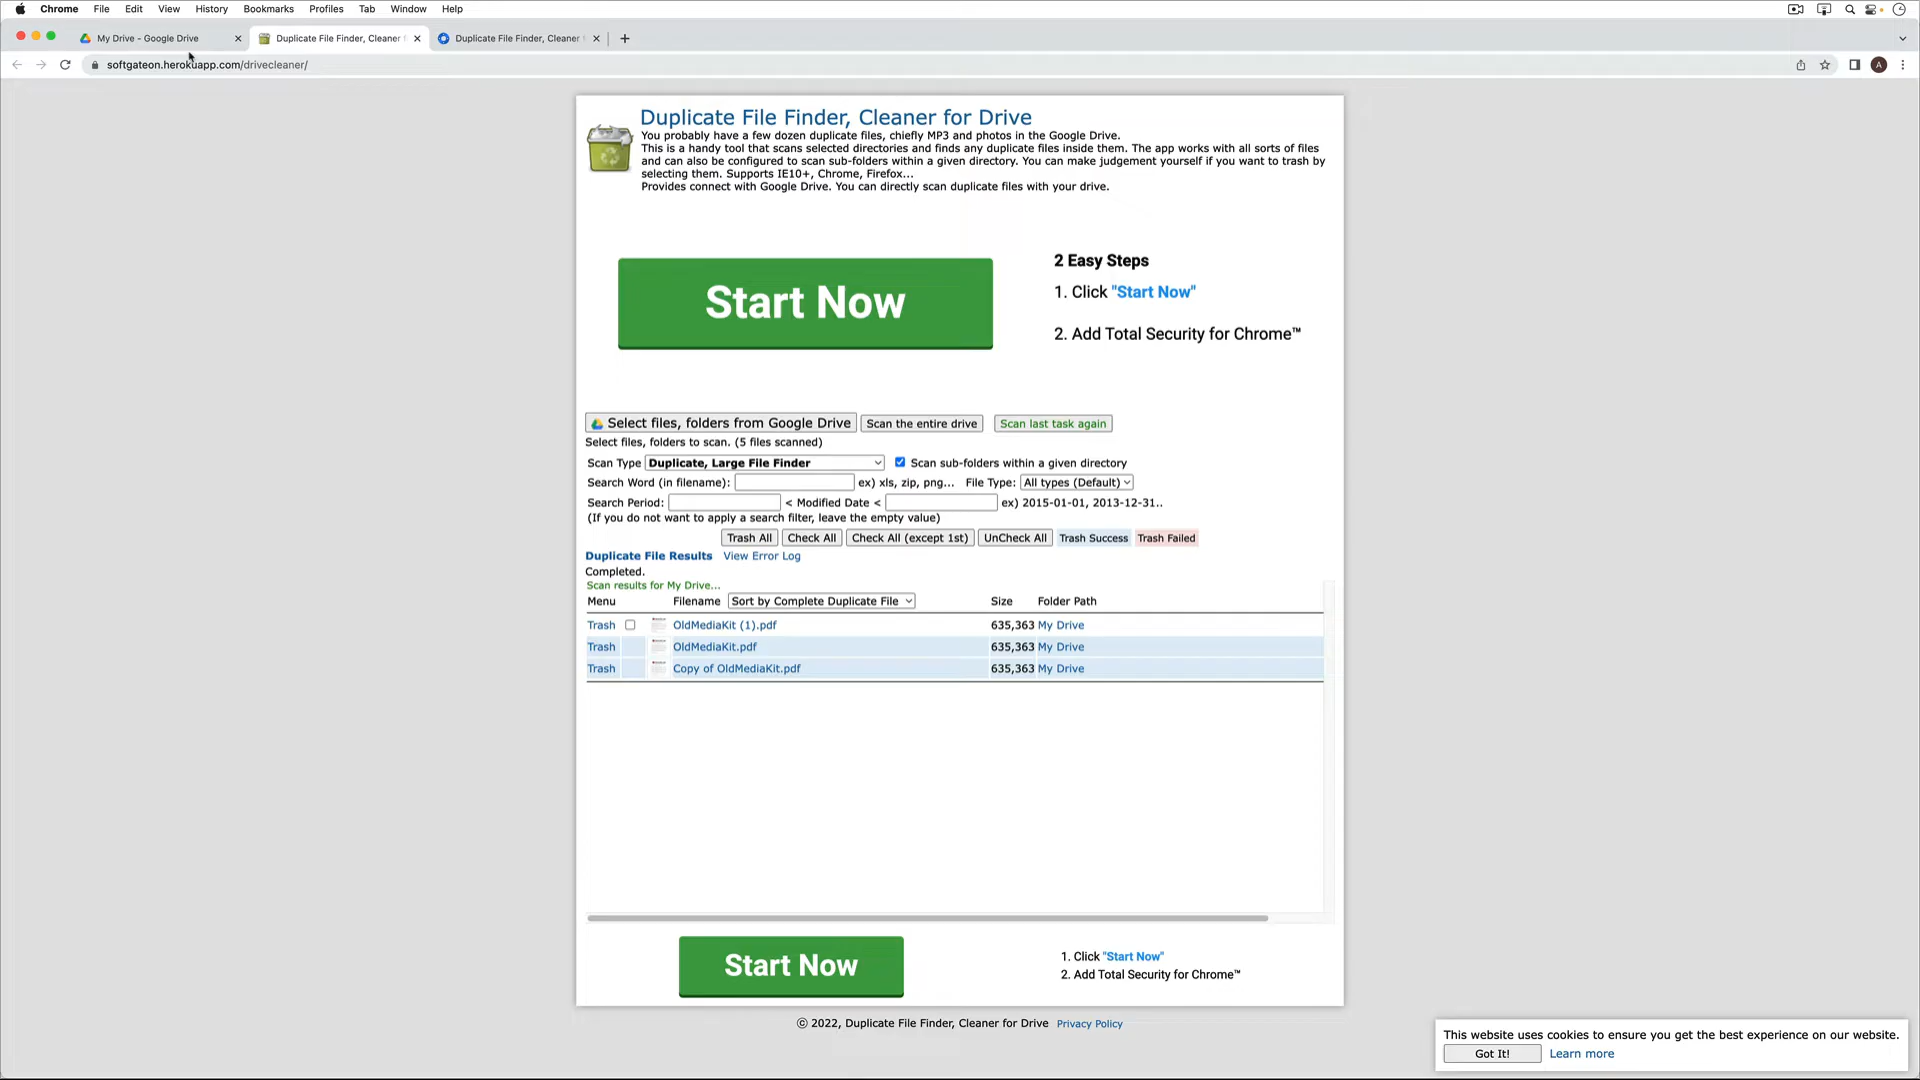 Chrome File Edit View History Bookmarks Profiles Tab Window Help
My Drive - Google Drive
Duplicate File Finder, Cleaner
Duplicate File Finder, Cleaner
softgateon.herokuapp.com/drivecleaner/
A
Duplicate File Finder, Cleaner for Drive
You probably have a few dozen duplicate files, chiefly MP3 and photos in the Google Drive.
This is a handy tool that scans selected directories and finds any duplicate files inside them. The app works with all sorts of files
and can also be configured to scan sub-folders within a given directory. You can make judgement yourself if you want to trash by
selecting them. Supports IE10+, Chrome, Firefox...
Provides connect with Google Drive. You can directly scan duplicate files with your drive.
Start Now
2 Easy Steps
1. Click "Start Now"
2. Add Total Security for Chrome™
Select files, folders from Google Drive Scan the entire drive Scan last task again
Select files, folders to scan. (5 files scanned)
Scan Type Duplicate, Large File Finder Scan sub-folders within a given directory
Search Word (in filename): ex) xls, zip, png... File Type: All types (Default)
Search Period: < Modified Date < ex) 2015-01-01, 2013-12-31..
(If you do not want to apply a search filter, leave the empty value)
Trash All Check All Check All (except 1st) UnCheck All Trash Success Trash Failed
Duplicate File Results View Error Log
Completed.
Scan results for My Drive...
Menu Filename Sort by Complete Duplicate File Size Folder Path
Trash OldMediaKit (1).pdf 635,363 My Drive
Trash OldMediaKit.pdf 635,363 My Drive
Trash Copy of OldMediaKit.pdf 635,363 My Drive
Start Now
1. Click "Start Now"
2. Add Total Security for Chrome™
© 2022, Duplicate File Finder, Cleaner for Drive Privacy Policy
This website uses cookies to ensure you get the best experience on our website.
Got It! Learn more